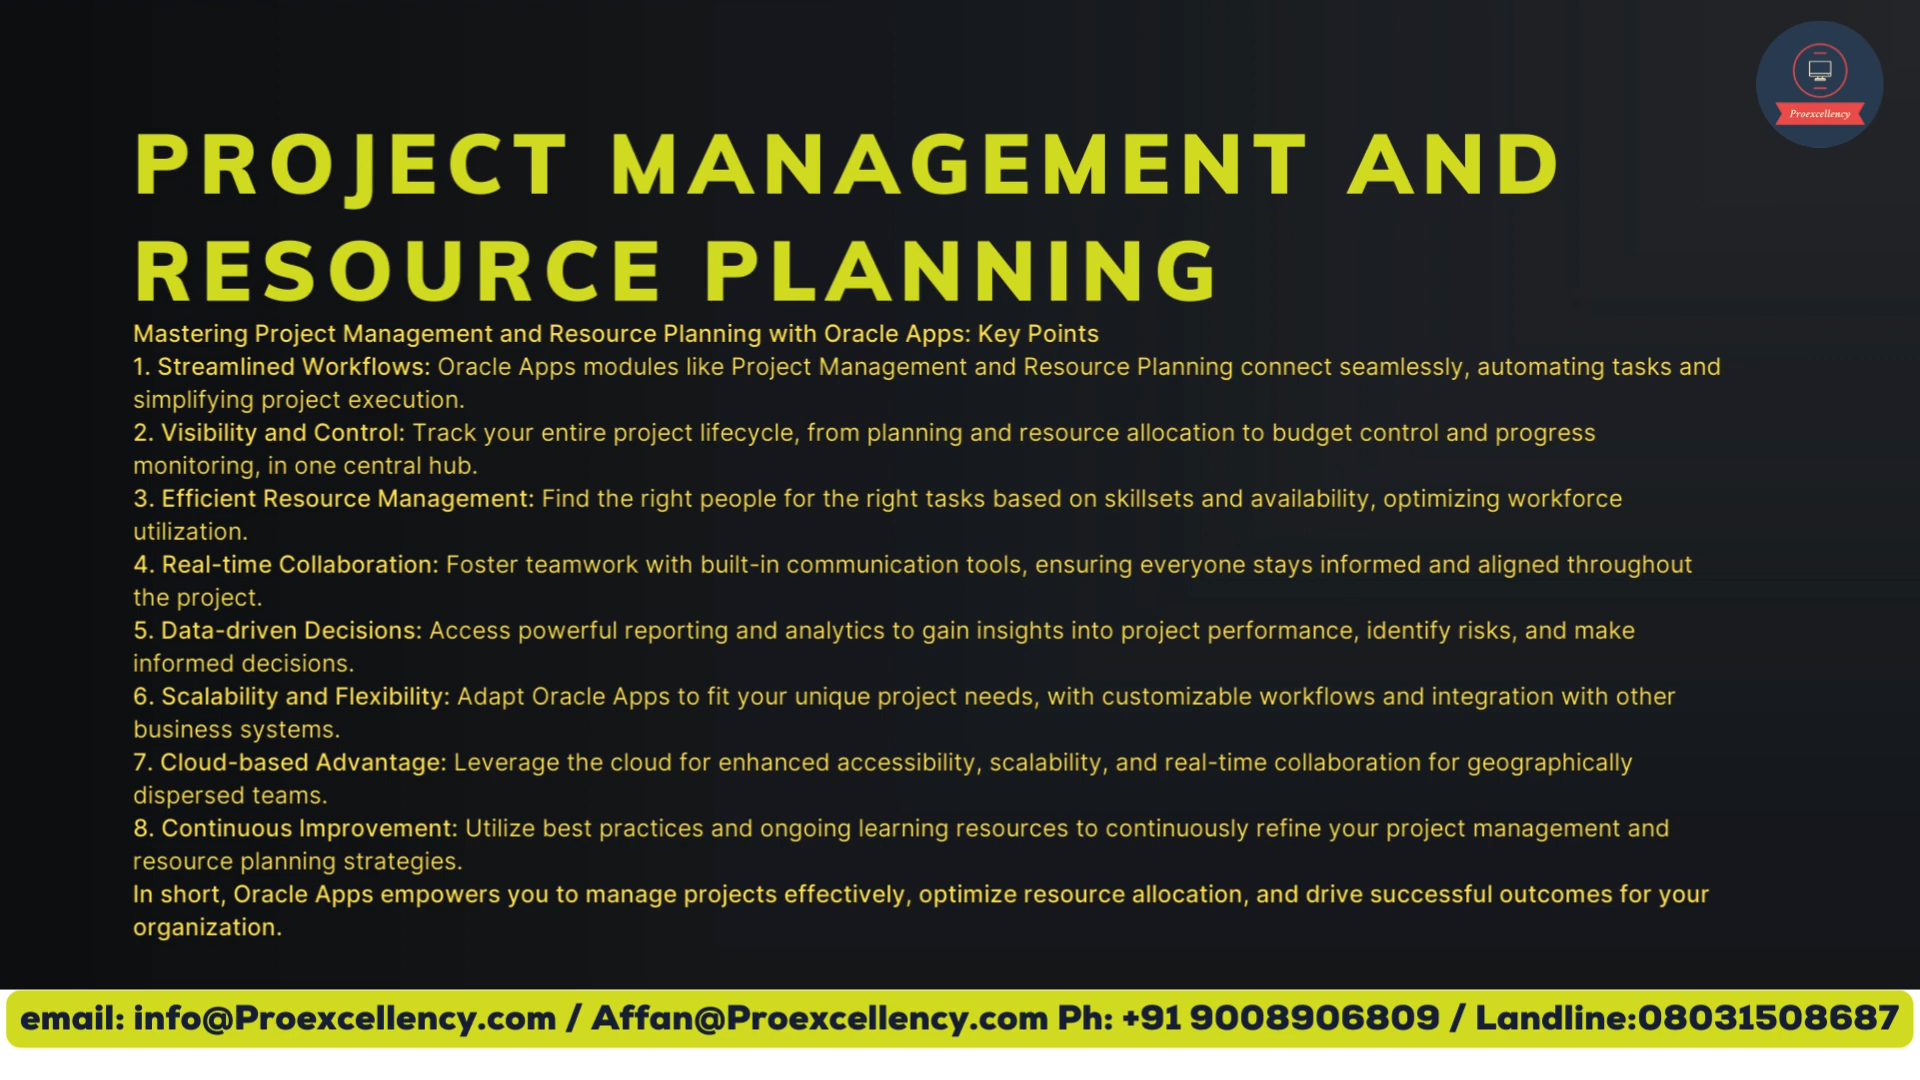 Proexcellency
PROJECT MANAGEMENT AND
RESOURCE PLANNING
Mastering Project Management and Resource Planning with Oracle Apps: Key Points
1. Streamlined Workflows: Oracle Apps modules like Project Management and Resource Planning connect seamlessly, automating tasks and
simplifying project execution.
2. Visibility and Control: Track your entire project lifecycle, from planning and resource allocation to budget control and progress
monitoring, in one central hub.
3. Efficient Resource Management: Find the right people for the right tasks based on skillsets and availability, optimizing workforce
utilization.
4. Real-time Collaboration: Foster teamwork with built-in communication tools, ensuring everyone stays informed and aligned throughout
the project.
5. Data-driven Decisions: Access powerful reporting and analytics to gain insights into project performance, identify risks, and make
informed decisions.
6. Scalability and Flexibility: Adapt Oracle Apps to fit your unique project needs, with customizable workflows and integration with other
business systems.
7. Cloud-based Advantage: Leverage the cloud for enhanced accessibility, scalability, and real-time collaboration for geographically
dispersed teams.
8. Continuous Improvement: Utilize best practices and ongoing learning resources to continuously refine your project management and
resource planning strategies.
In short, Oracle Apps empowers you to manage projects effectively, optimize resource allocation, and drive successful outcomes for your
organization.
email: info@Proexcellency.com / Affan@Proexcellency.com Ph: +91 9008906809 / Landline:08031508687